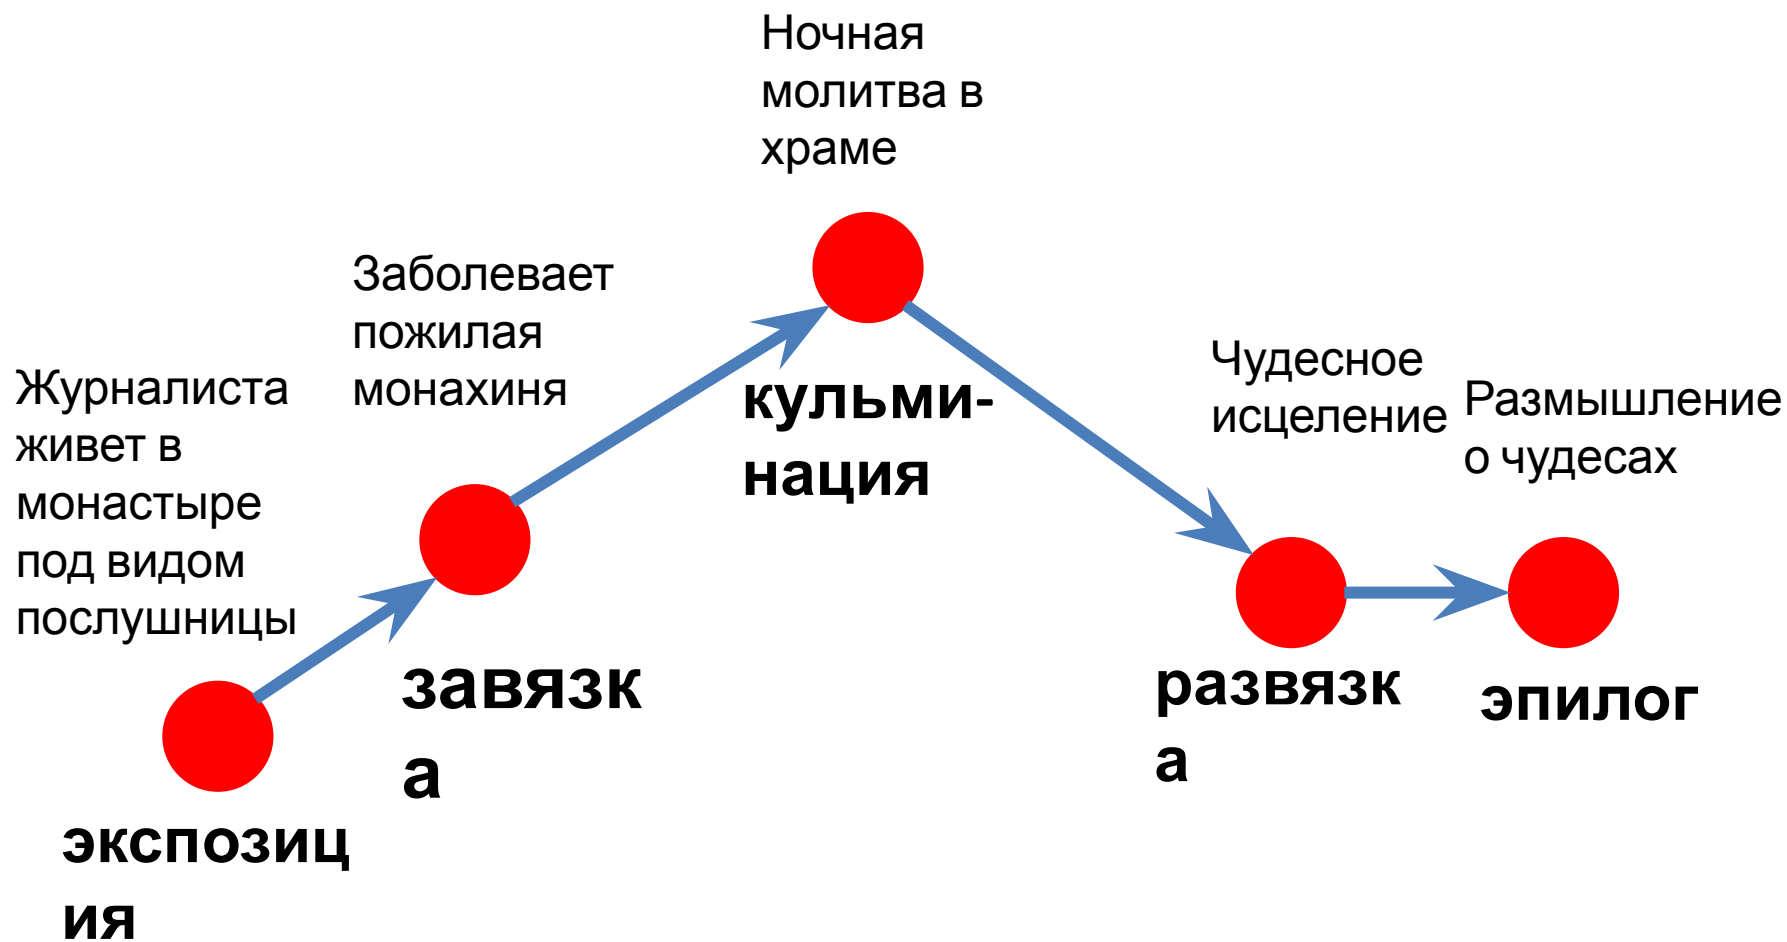 Ночная
молитва в
храме
Заболевает
пожилая
монахиня
Журналиста
живет в
монастыре
под видом
послушницы
кульми-
нация
Чудесное
исцеление
Размышление
о чудесах
завязк
а
развязк
а
эпилог
экспозиц
ия